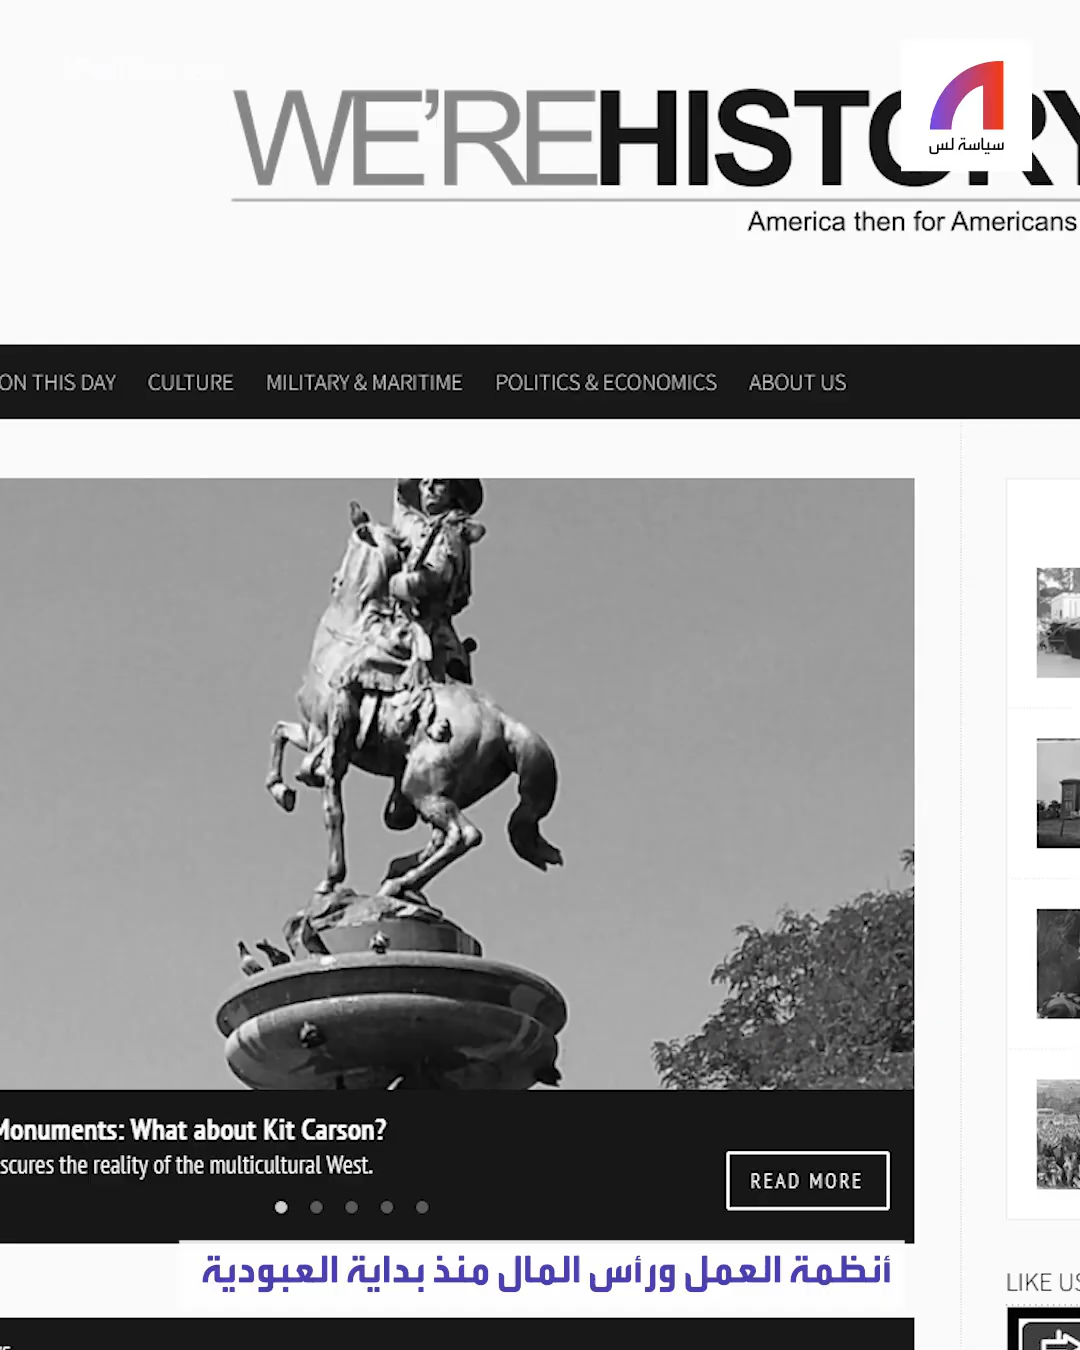 WE'REHISTORY
سياسة لس
America then for Americans
ON THIS DAY CULTURE MILITARY & MARITIME POLITICS & ECONOMICS ABOUT US
Monuments: What about Kit Carson?
scures the reality of the multicultural West.
READ MORE
أنظمة العمل ورأس المال منذ بداية العبودية
LIKE US